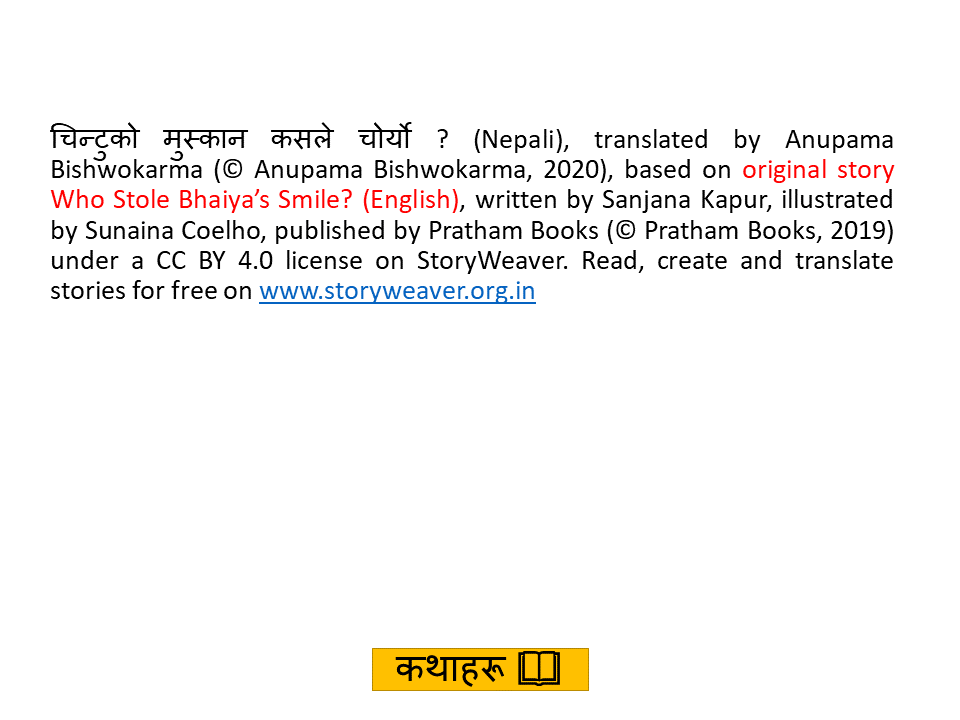 चिन्टुको मुस्कान कसले चोर्यो ? (Nepali), translated by Anupama
Bishwokarma (© Anupama Bishwokarma, 2020), based on original story
Who Stole Bhaiya’s Smile? (English), written by Sanjana Kapur, illustrated
by Sunaina Coelho, published by Pratham Books (© Pratham Books, 2019)
under a CC BY 4.0 license on StoryWeaver. Read, create and translate
stories for free on www.storyweaver.org.in
कथाहरू